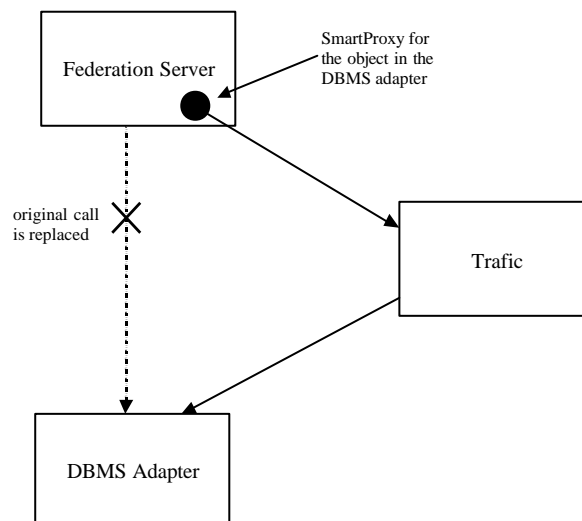 SmartProxy for
the object in the
DBMS adapter
Federation Server
original call
is replaced
Trafic
DBMS Adapter